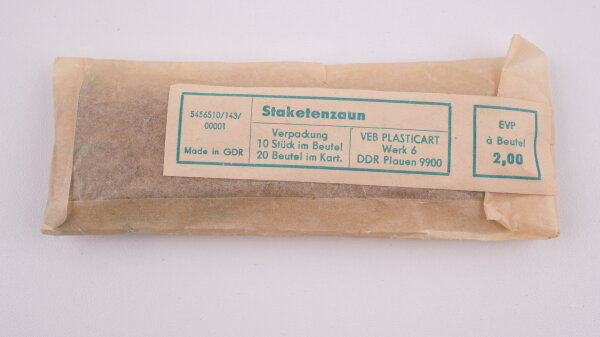 5456510/143/
00001
Made in GDR
Staketenzaun
Verpackung
10 Stück im Beutel
20 Beutel im Kart.
VEB PLASTICART
Werk 6
DDR Plauen 9900
EVP
à Beutel
2,00